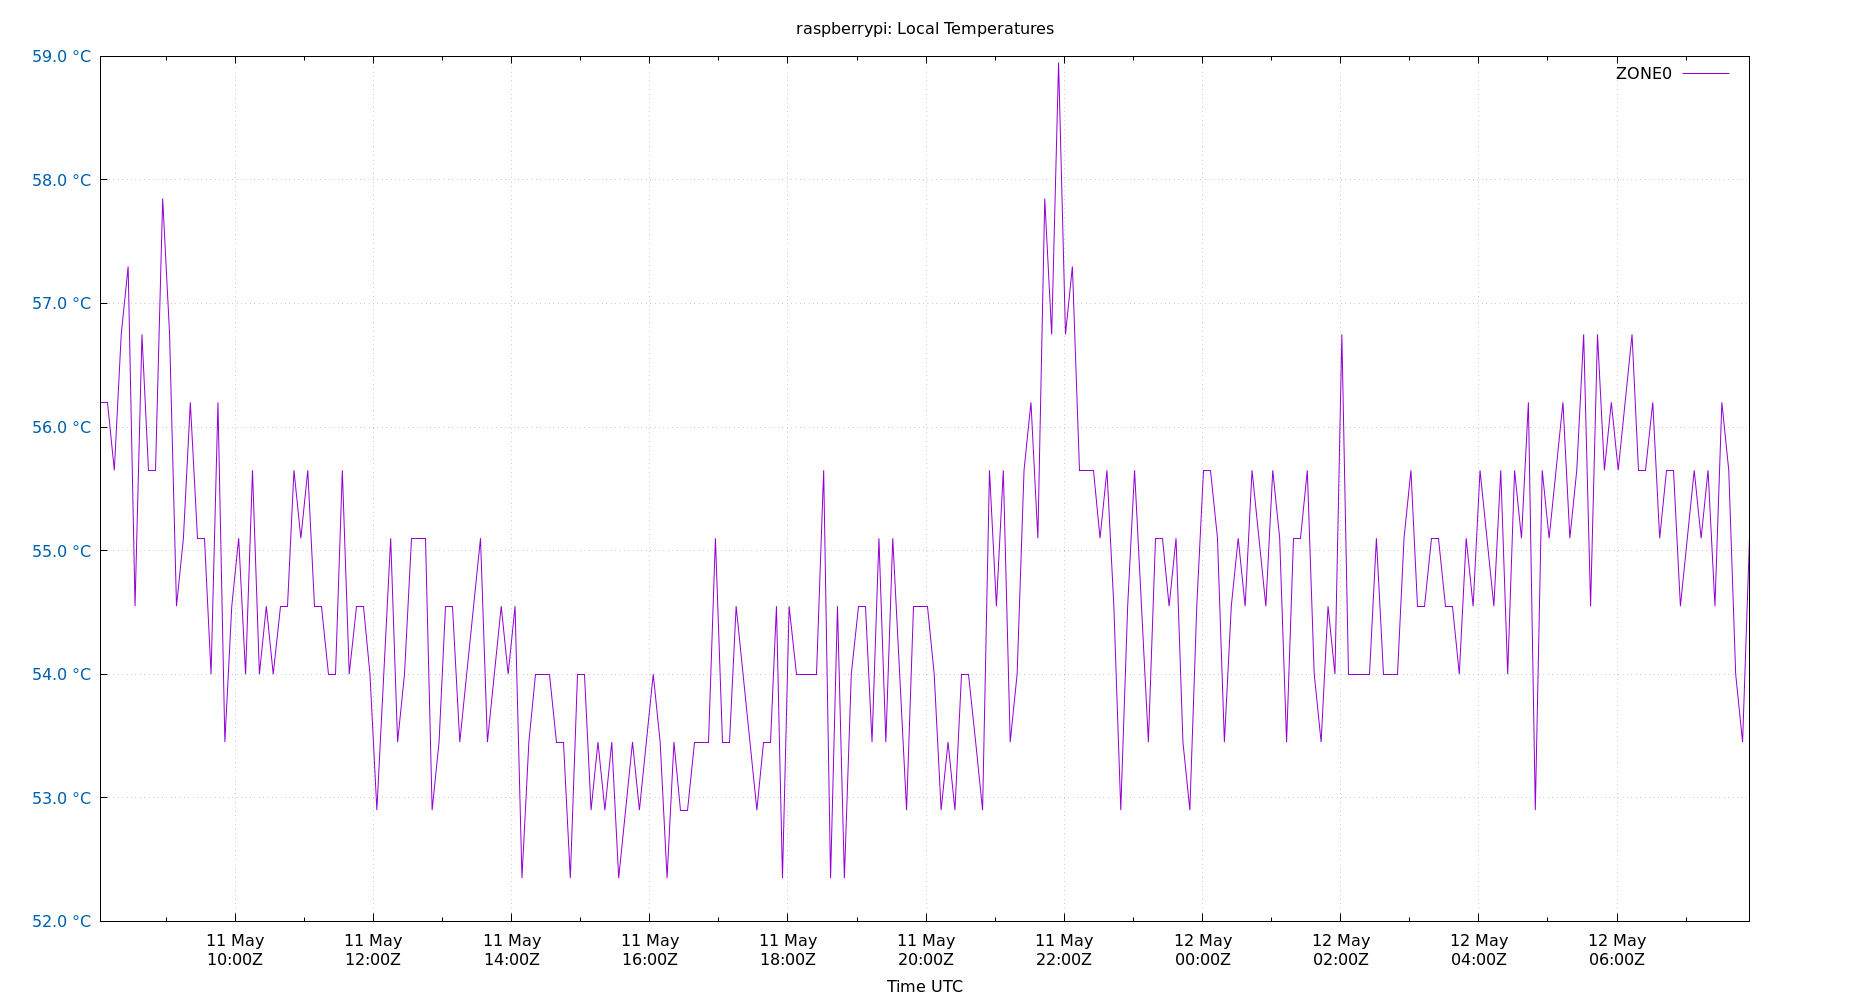 raspberrypi: Local Temperatures
59.0 °C
58.0 °C
57.0 °C
56.0 °C
55.0 °C
54.0 °C
53.0 °C
52.0 °C
ZONE0
11 May
10:00Z
11 May
12:00Z
11 May
14:00Z
11 May
16:00Z
11 May
18:00Z
11 May
20:00Z
11 May
22:00Z
12 May
00:00Z
12 May
02:00Z
12 May
04:00Z
12 May
06:00Z
Time UTC